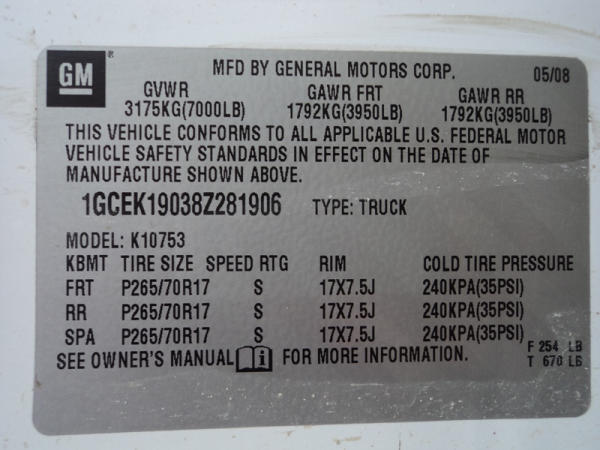 GM ®
MFD BY GENERAL MOTORS CORP. 05/08
GVWR GAWR FRT GAWR RR
3175KG(7000LB) 1792KG(3950LB) 1792KG(3950LB)
THIS VEHICLE CONFORMS TO ALL APPLICABLE U.S. FEDERAL MOTOR
VEHICLE SAFETY STANDARDS IN EFFECT ON THE DATE OF
MANUFACTURE SHOWN ABOVE.
1GCEK19038Z281906 TYPE: TRUCK
MODEL: K10753
KBMT TIRE SIZE SPEED RTG RIM COLD TIRE PRESSURE
FRT P265/70R17 S 17X7.5J 240KPA(35PSI)
RR P265/70R17 S 17X7.5J 240KPA(35PSI)
SPA P265/70R17 S 17X7.5J 240KPA(35PSI)
SEE OWNER'S MANUAL i FOR MORE INFORMATION.
F 254 LB
T 670 LB